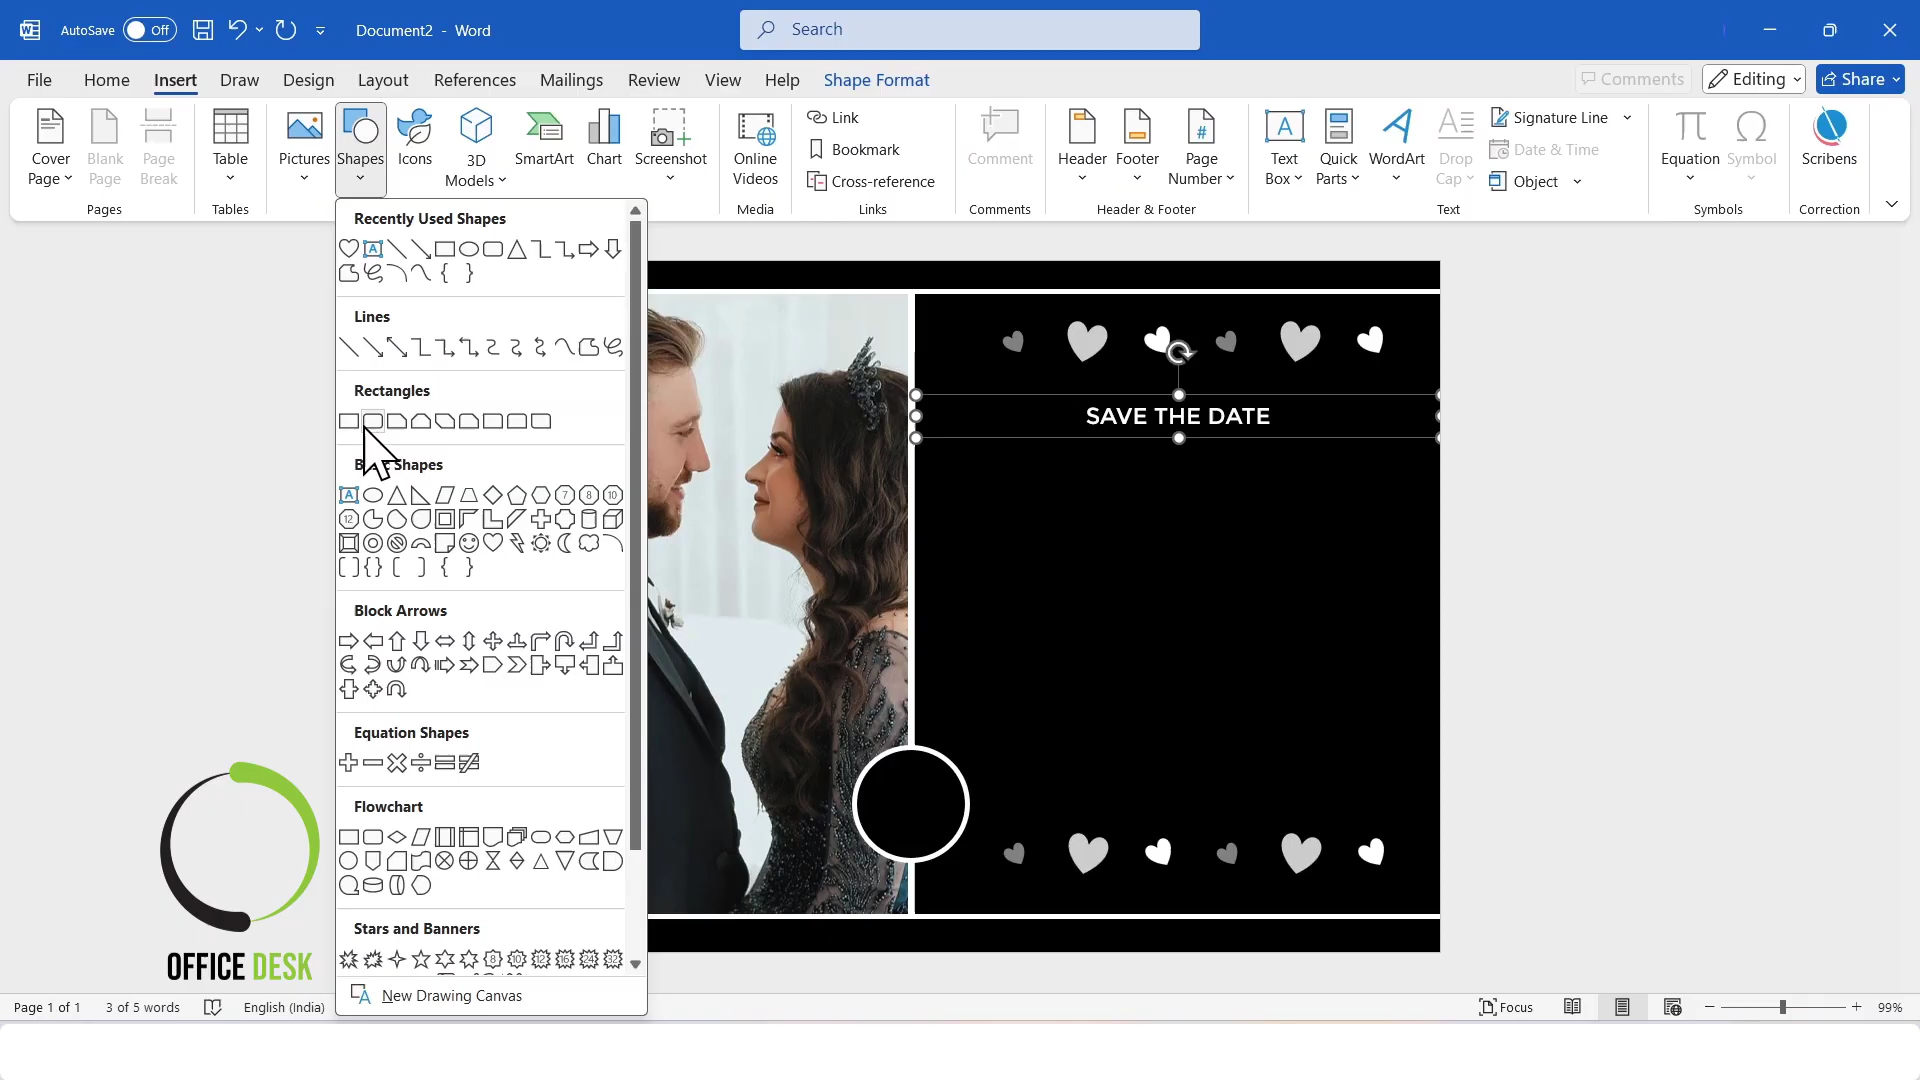 AutoSave Off Document2 - Word Search
File Home Insert Draw Design Layout References Mailings Review View Help Shape Format Comments Editing Share
Cover Page Blank Page Page Break Table Pictures Shapes Icons 3D Models SmartArt Chart Screenshot Online Videos Link Bookmark Cross-reference Comment Header Footer Page Number Text Box Quick Parts WordArt Drop Cap Signature Line Date & Time Object Equation Symbol Scribens
Pages Tables Media Links Comments Header & Footer Text Symbols Correction
Recently Used Shapes
Lines
Rectangles
SAVE THE DATE
Basic Shapes
Block Arrows
Equation Shapes
Flowchart
Stars and Banners
New Drawing Canvas
OFFICE DESK
Page 1 of 1 3 of 5 words English (India) Focus 99%